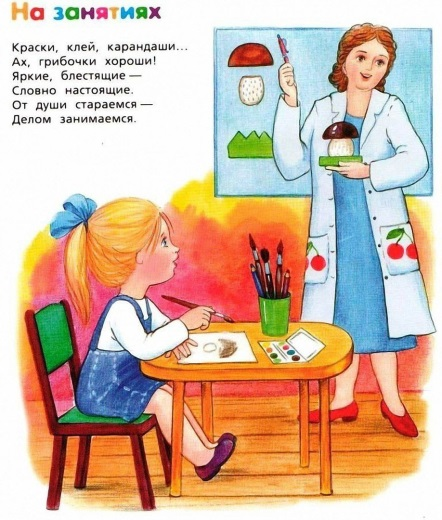 На занятиях
Краски, клей, карандаши...
Ах, грибочки хороши!
Яркие, блестящие —
Словно настоящие.
От души стараемся —
Делом занимаемся.